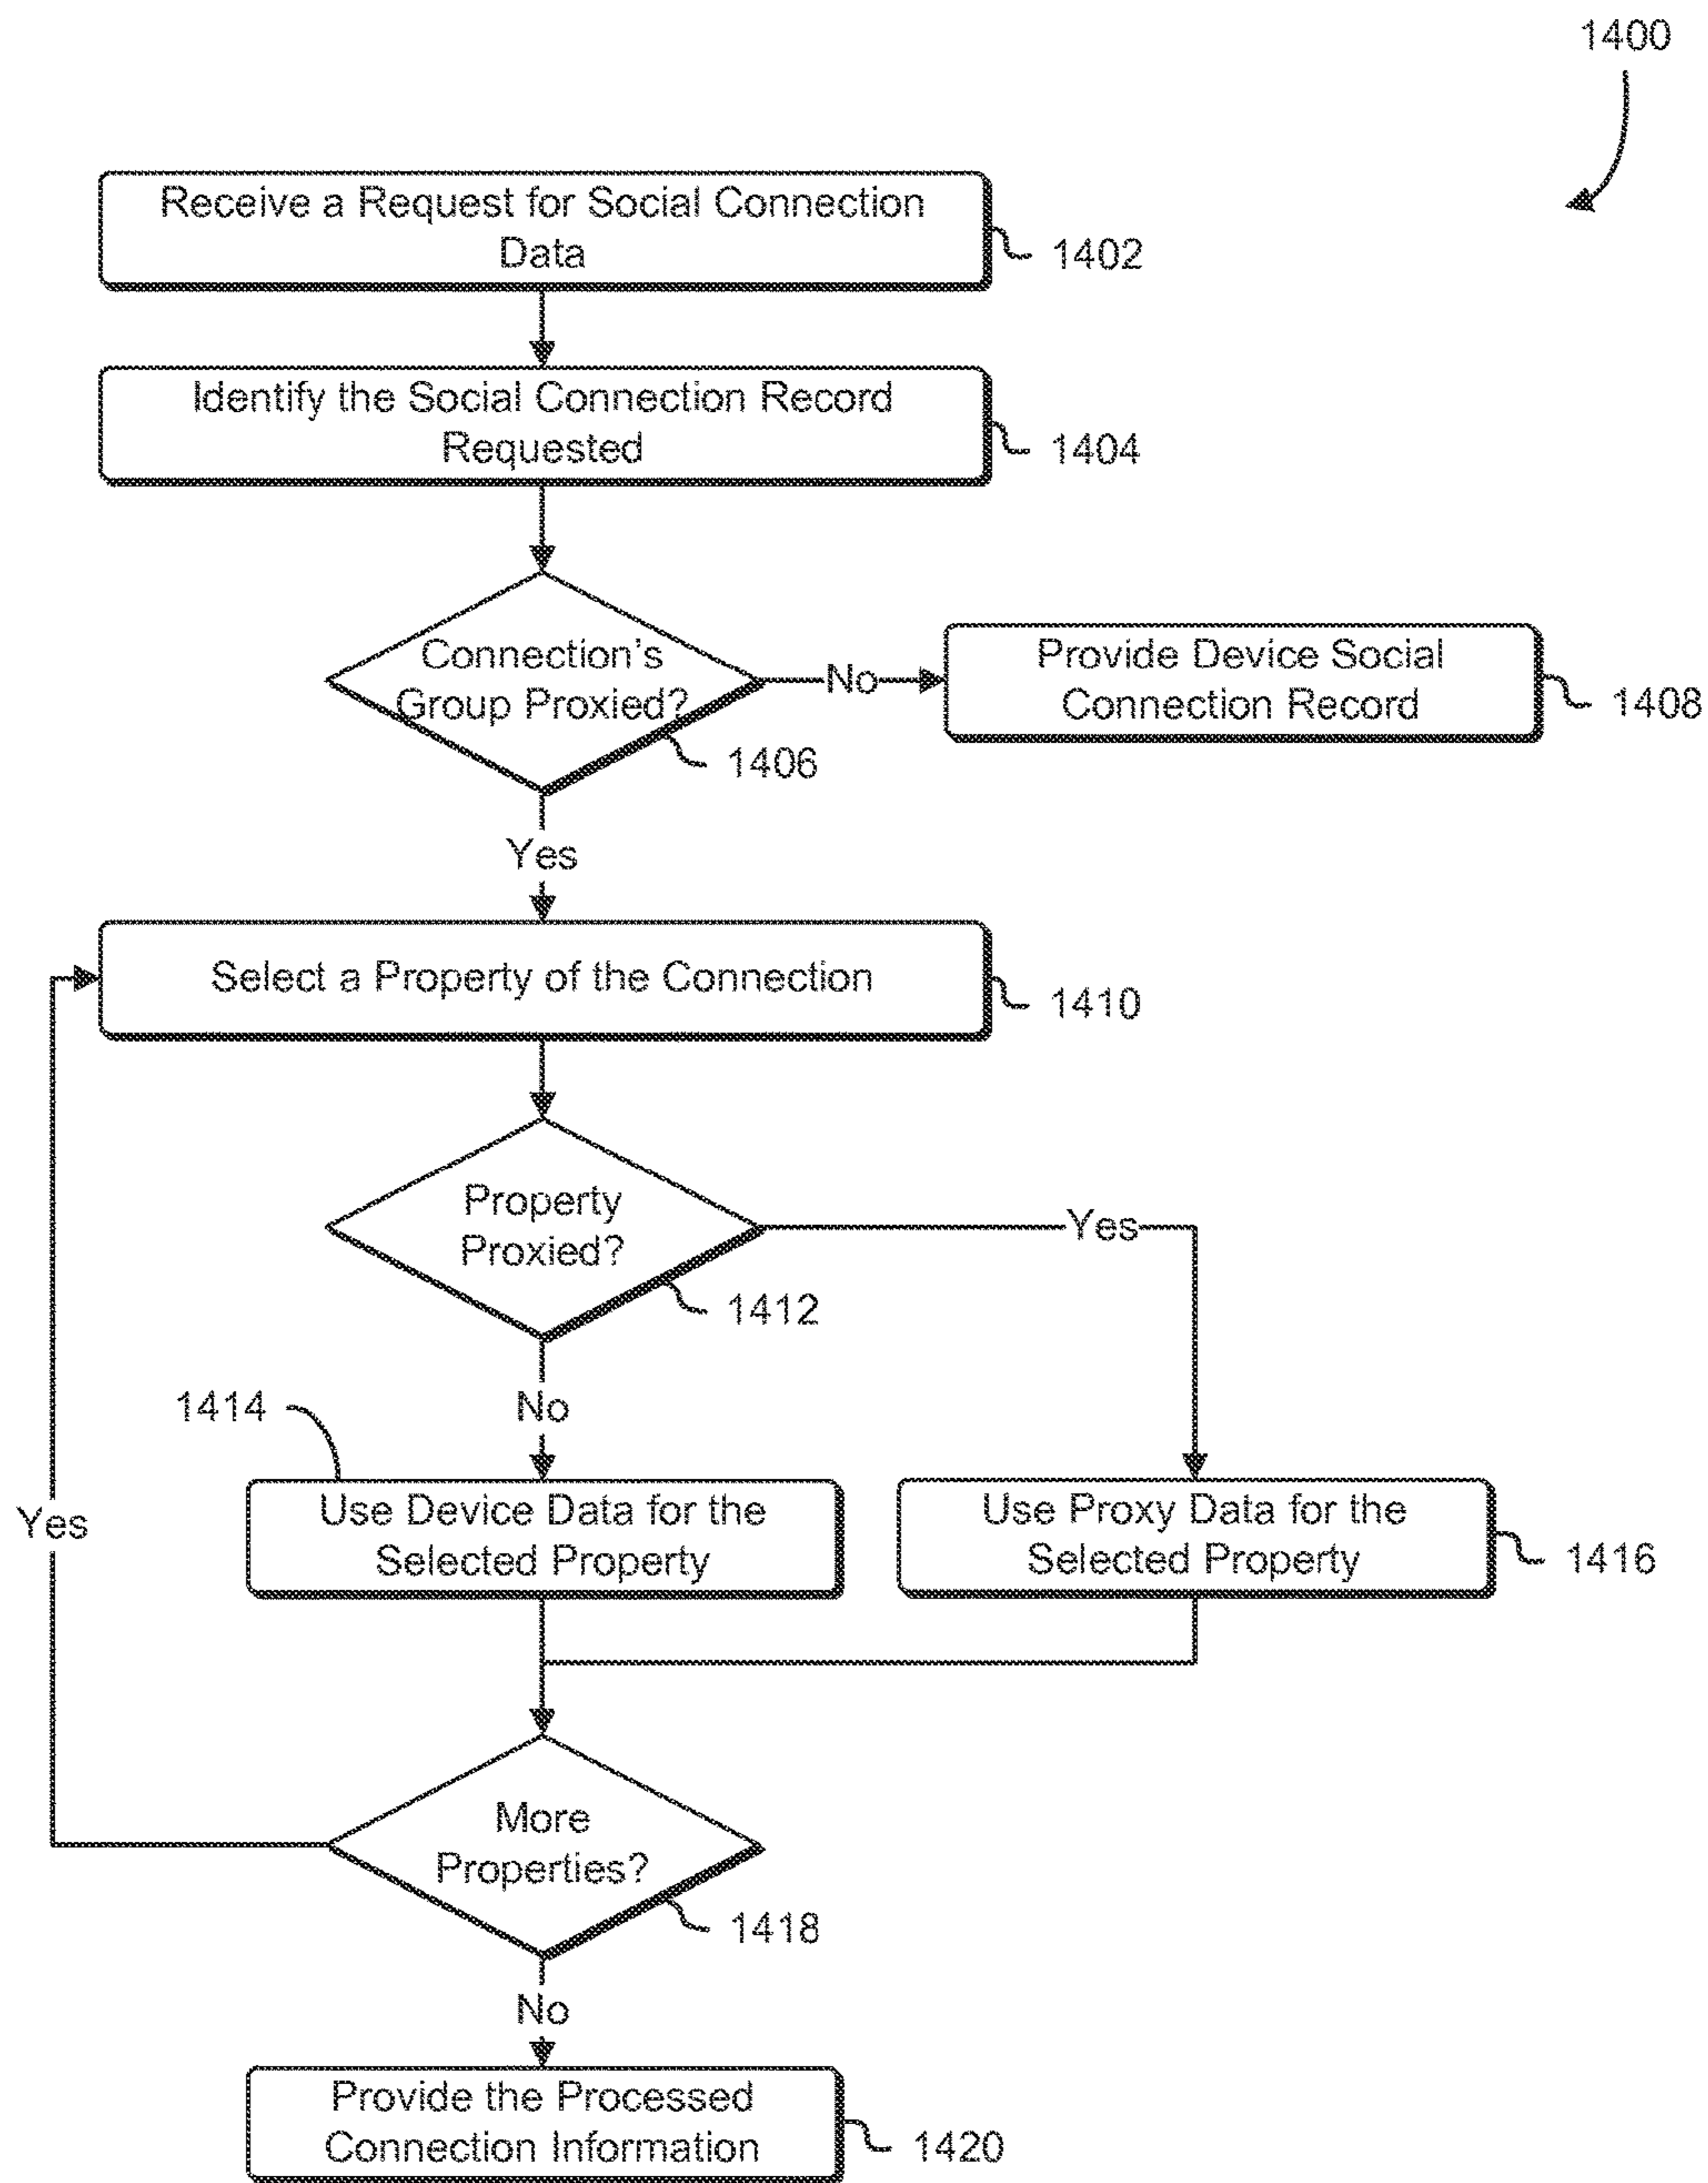 1400
Receive a Request for Social Connection
Data
1402
Identify the Social Connection Record
Requested
1404
Connection's
Group Proxied?
1406
No
Provide Device Social
Connection Record
1408
Yes
Select a Property of the Connection
1410
Property
Proxied?
1412
Yes
No
1414
Use Device Data for the
Selected Property
Use Proxy Data for the
Selected Property
1416
Yes
More
Properties?
1418
No
Provide the Processed
Connection Information
1420